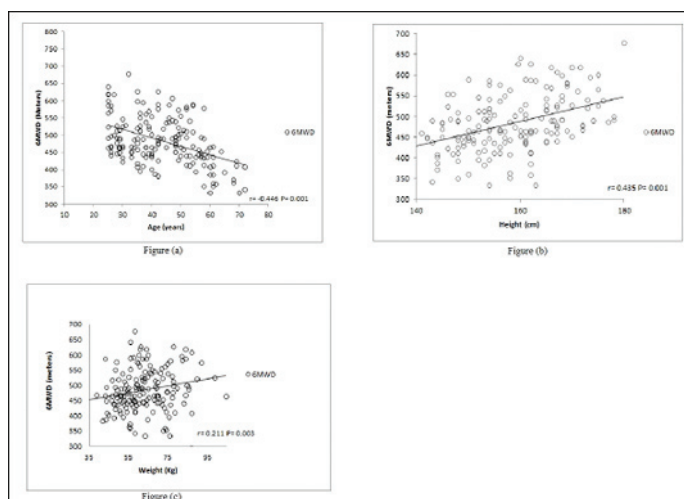 800
750
700
650
600
550
500
450
400
350
300
6MWD (Meters)
10 20 30 40 50 60 70 80
Age (years)
6MWD
r= -0.446 P= 0.001
Figure (a)
700
650
600
550
500
450
400
350
300
6MWD (meters)
140 160 180
Height (cm)
6MWD
r= 0.435 P= 0.001
Figure (b)
700
650
600
550
500
450
400
350
300
6MWD (meters)
35 55 75 95
Weight (Kg)
6MWD
r= 0.211 P= 0.003
Figure (c)